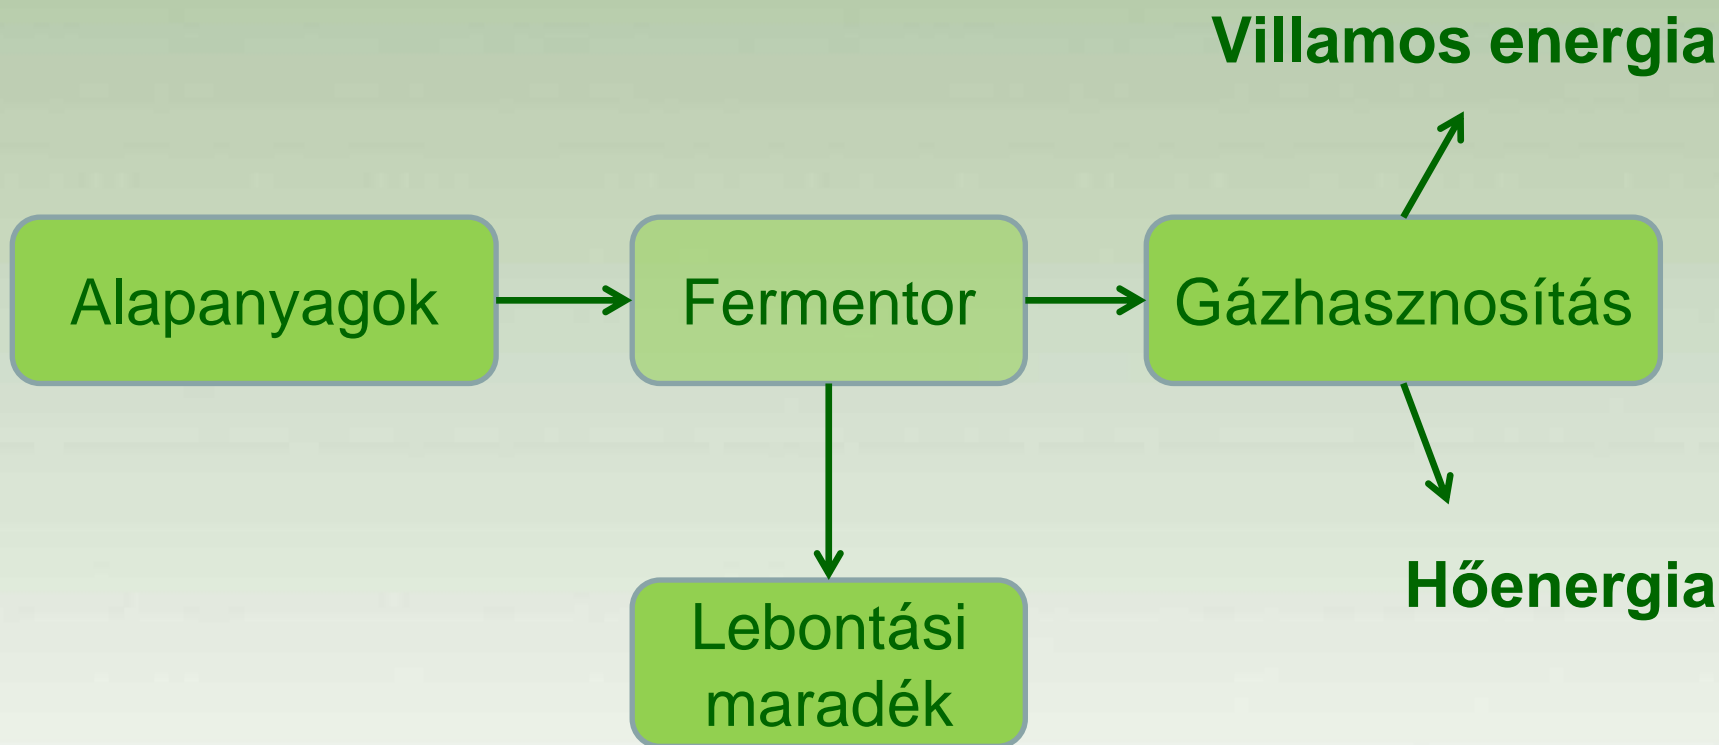 Villamos energia
Alapanyagok
Fermentor
Gázhasznosítás
Hőenergia
Lebontási
maradék